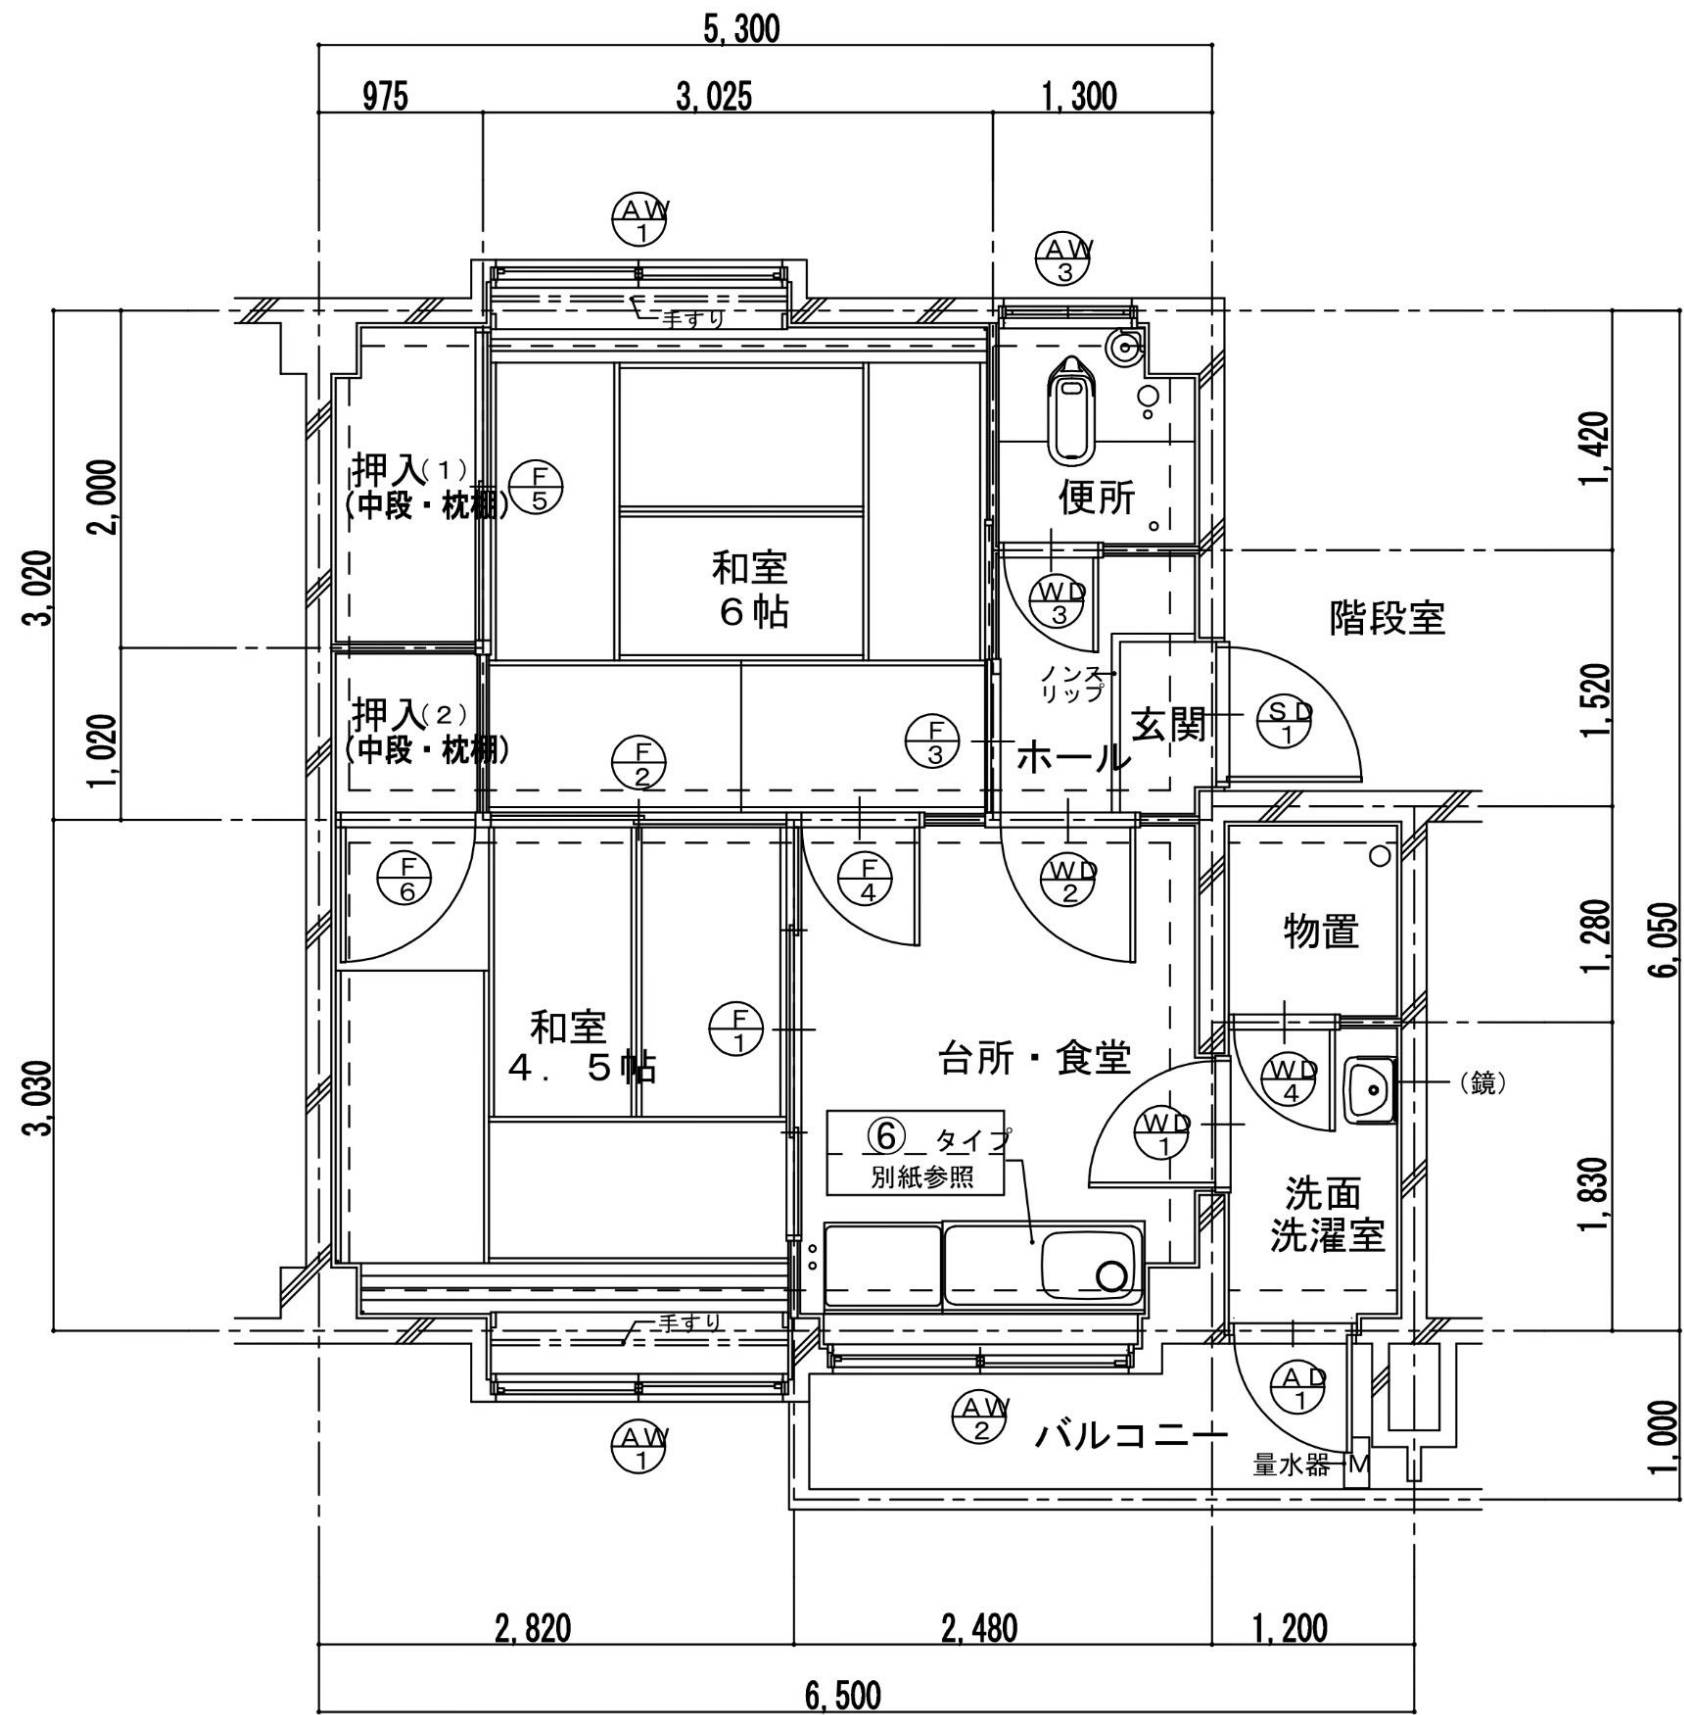 5,300
975
3,025
1,300
AW
1
AW
3
手すり
押入(1)
(中段・枕棚)
F
5
和室
6帖
便所
WD
3
階段室
ノンス
リップ
玄関
SD
1
押入(2)
(中段・枕棚)
F
2
F
3
ホール
F
6
F
4
WD
2
物置
和室
4.5帖
F
1
台所・食堂
WD
4
(鏡)
⑥ タイプ
別紙参照
WD
1
洗面
洗濯室
手すり
AW
1
AW
2
バルコニー
AD
1
量水器
M
2,000
3,020
1,020
3,030
1,420
1,520
1,280
6,050
1,830
1,000
2,820
2,480
1,200
6,500